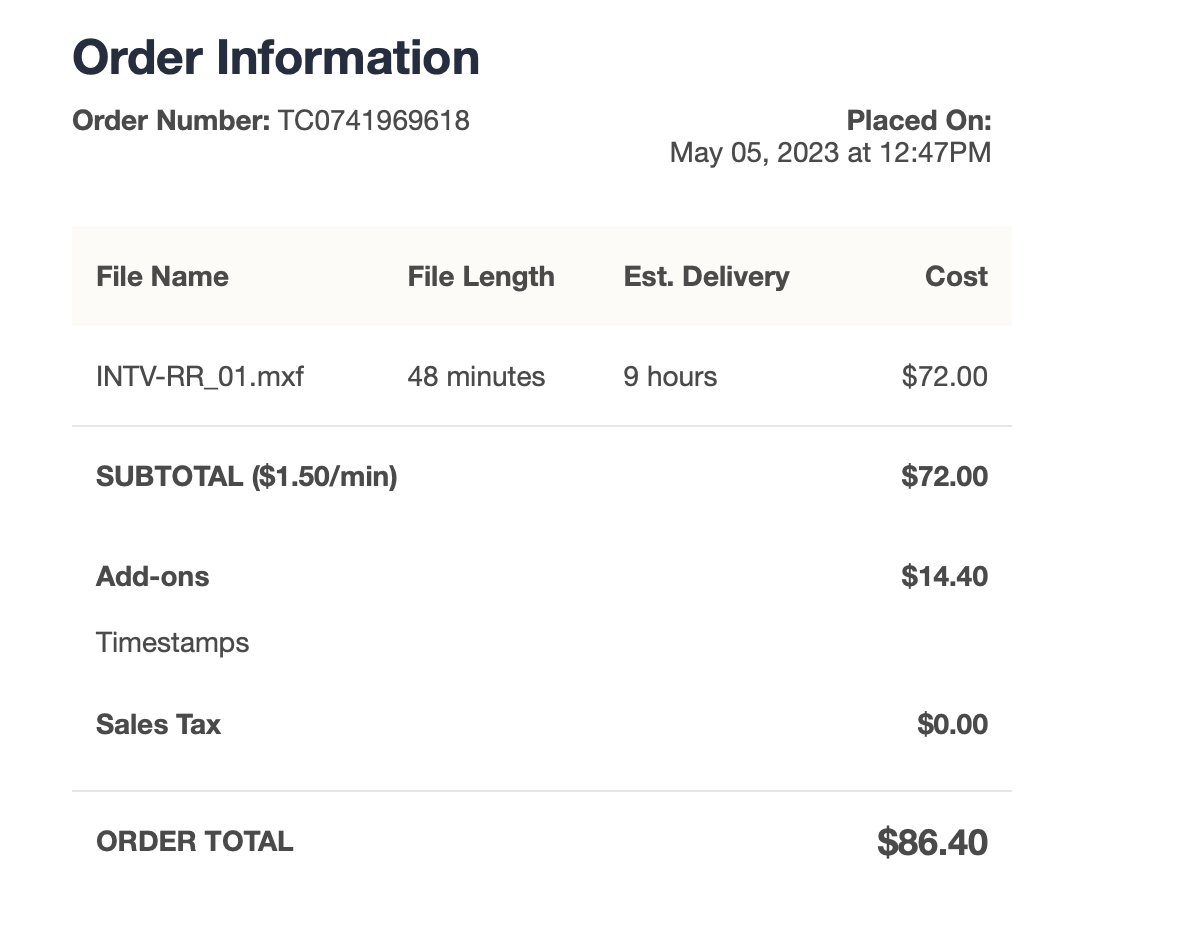 Order Information
Order Number: TC0741969618
Placed On:
May 05, 2023 at 12:47PM
File Name File Length Est. Delivery Cost
INTV-RR_01.mxf 48 minutes 9 hours $72.00
SUBTOTAL ($1.50/min) $72.00
Add-ons $14.40
Timestamps
Sales Tax $0.00
ORDER TOTAL $86.40